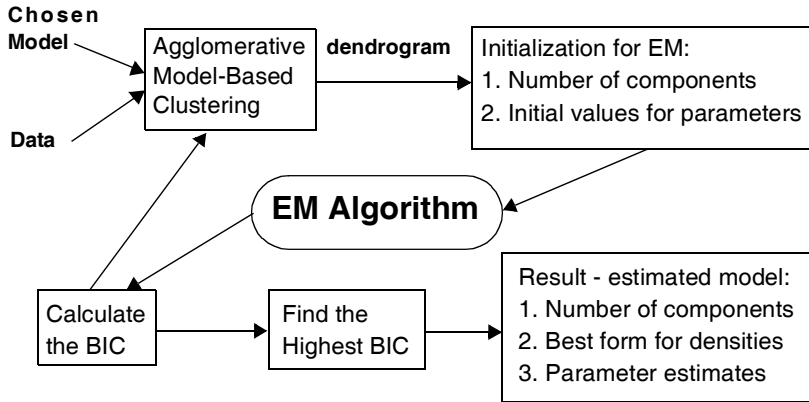 Chosen
Model
Data
Agglomerative
Model-Based
Clustering
dendrogram
Initialization for EM:
1. Number of components
2. Initial values for parameters
EM Algorithm
Calculate
the BIC
Find the
Highest BIC
Result - estimated model:
1. Number of components
2. Best form for densities
3. Parameter estimates